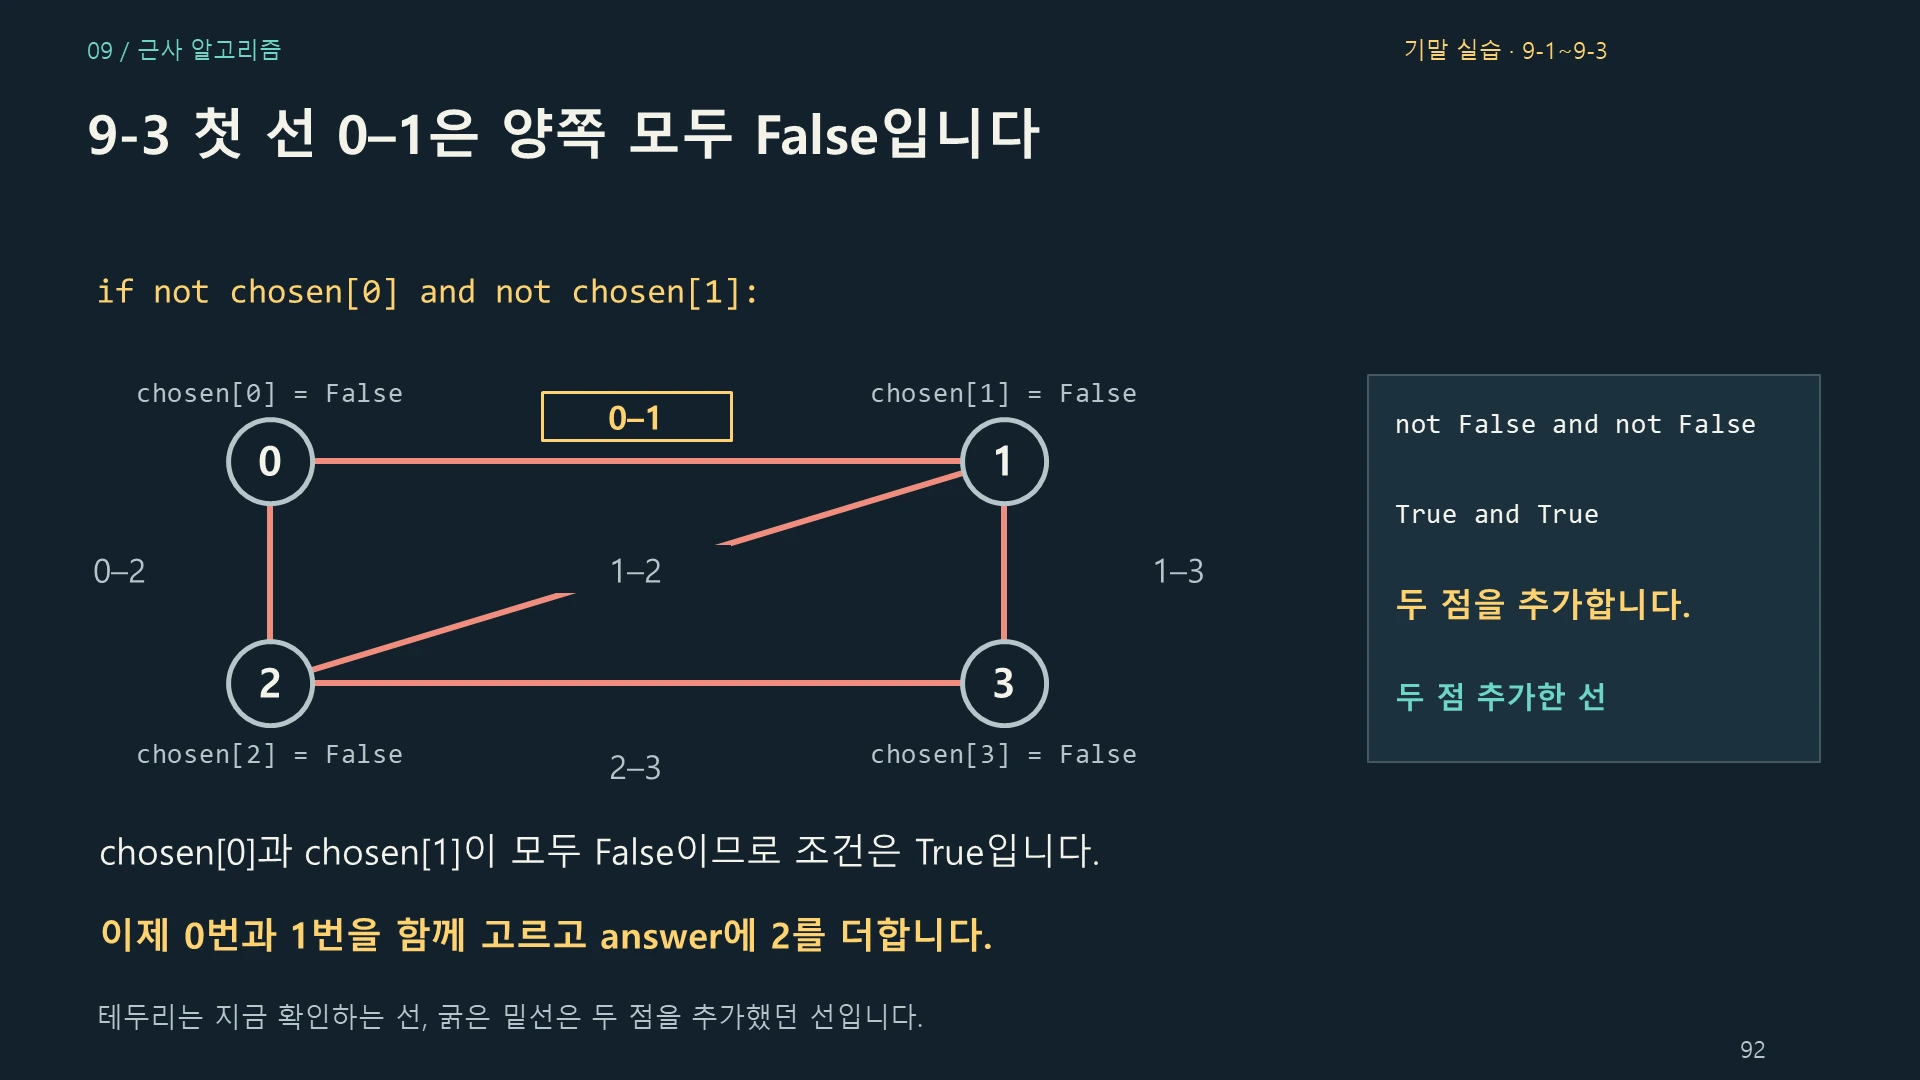 09 / 근사 알고리즘
기말 실습 · 9-1~9-3
9-3 첫 선 0–1은 양쪽 모두 False입니다
if not chosen[0] and not chosen[1]:
chosen[0] = False
0–1
chosen[1] = False
0
1
0–2
1–2
1–3
2
3
chosen[2] = False
2–3
chosen[3] = False
not False and not False
True and True
두 점을 추가합니다.
두 점 추가한 선
chosen[0]과 chosen[1]이 모두 False이므로 조건은 True입니다.
이제 0번과 1번을 함께 고르고 answer에 2를 더합니다.
테두리는 지금 확인하는 선, 굵은 밑선은 두 점을 추가했던 선입니다.
92